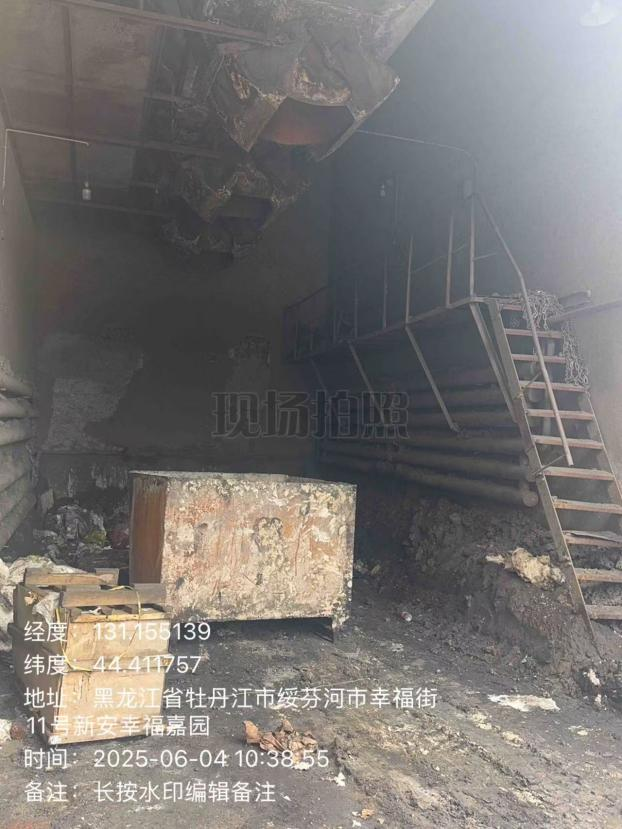 现场拍照
经度：131.155139
纬度：44.411757
地址：黑龙江省牡丹江市绥芬河市幸福街
11号新安幸福嘉园
时间：2025-06-04 10:38:55
备注：长按水印编辑备注